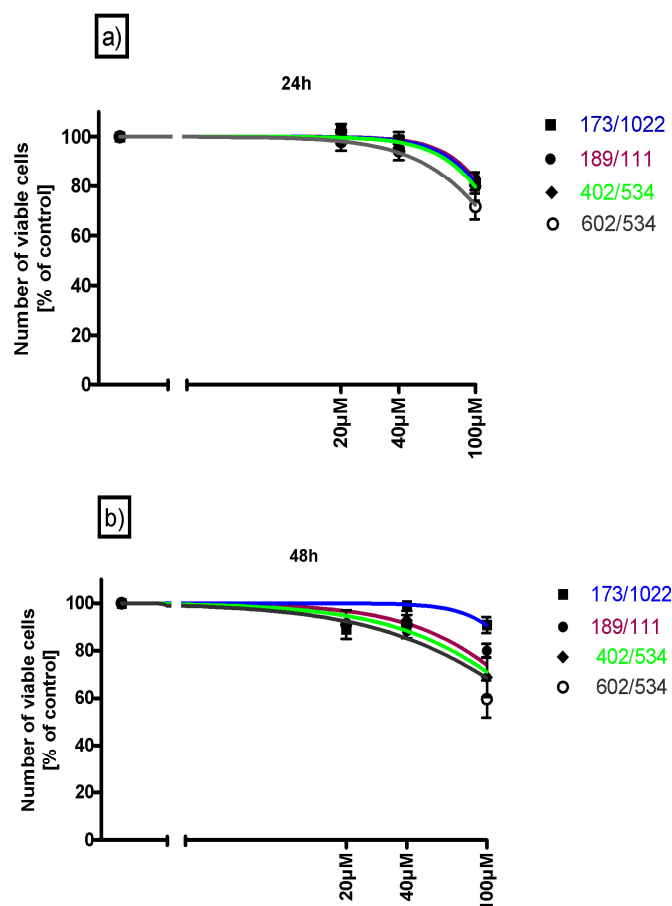 a)
24h
Number of viable cells
[% of control]
100
80
60
40
20
0
20µM
40µM
100µM
173/1022
189/111
402/534
602/534
b)
48h
Number of viable cells
[% of control]
100
80
60
40
20
0
20µM
40µM
100µM
173/1022
189/111
402/534
602/534